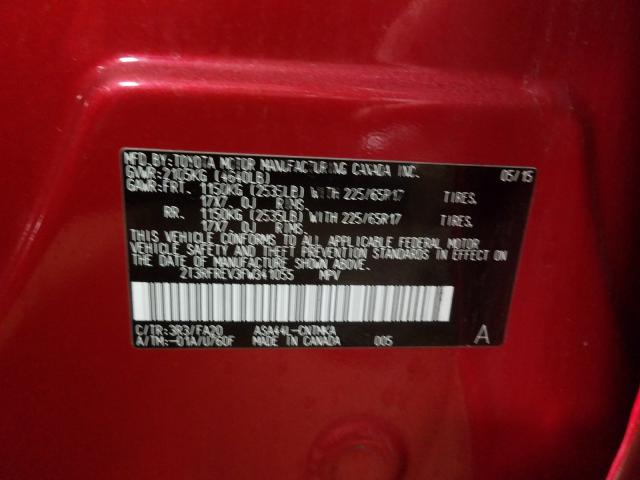 MFD.BY:TOYOTA MOTOR MANUFACTURING CANADA INC.
GVWR:2105KG (4640LB) 05/15
GAWR:FRT. 1150KG (2535LB) WITH 225/65R17 TIRES.
17X7.0J RIMS.
RR. 1150KG (2535LB) WITH 225/65R17 TIRES.
17X7.0J RIMS.
THIS VEHICLE CONFORMS TO ALL APPLICABLE FEDERAL MOTOR
VEHICLE SAFETY AND THEFT PREVENTION STANDARDS IN EFFECT ON
THE DATE OF MANUFACTURE SHOWN ABOVE.
2T3RFREV3FW341055 MPV
C/TR:3R3/FA20 ASA44L-CNTMKA
A/TM:-01A/U760F MADE IN CANADA 005 A